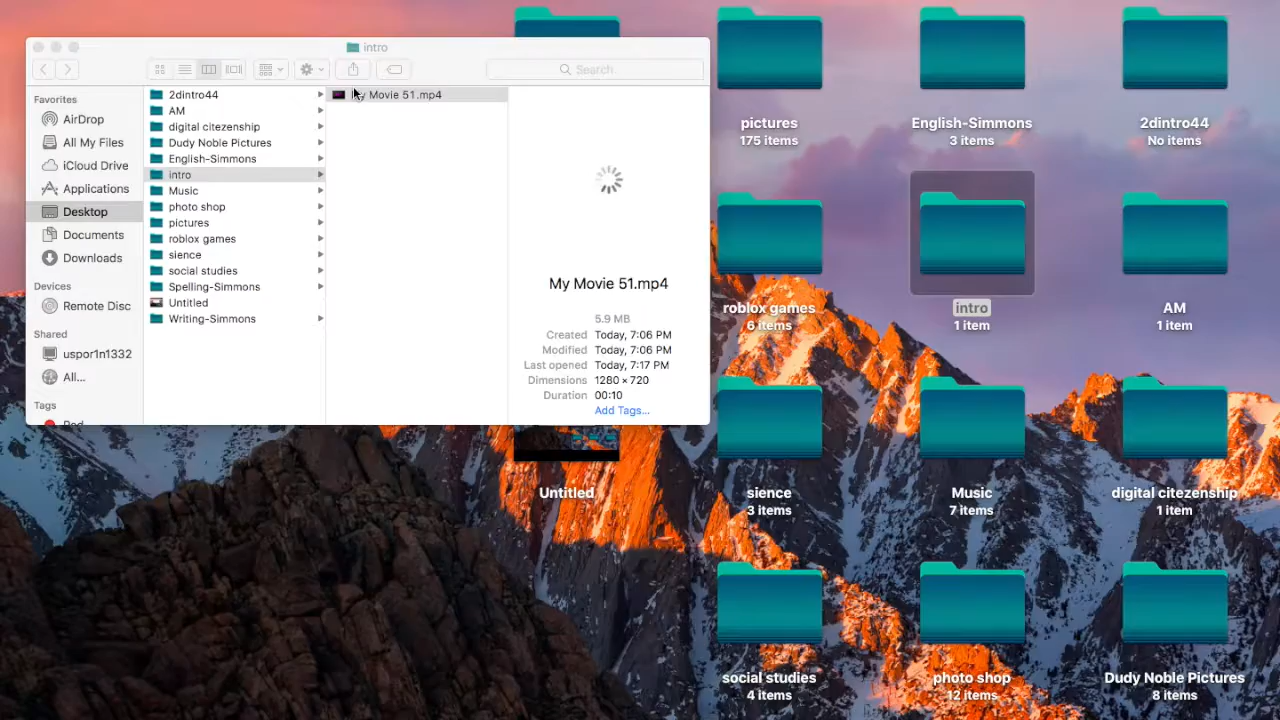 intro
Search
Favorites
AirDrop
All My Files
iCloud Drive
Applications
Desktop
Documents
Downloads
Devices
Remote Disc
Shared
uspor1n1332
All...
Tags
2dintro44
AM
digital citezenship
Dudy Noble Pictures
English-Simmons
intro
Music
photo shop
pictures
roblox games
sience
social studies
Spelling-Simmons
Untitled
Writing-Simmons
Movie 51.mp4
My Movie 51.mp4
5.9 MB
Created Today, 7:06 PM
Modified Today, 7:06 PM
Last opened Today, 7:17 PM
Dimensions 1280 × 720
Duration 00:10
Add Tags...
pictures
175 items
English-Simmons
3 items
2dintro44
No items
roblox games
6 items
intro
1 item
AM
1 item
Untitled
sience
3 items
Music
7 items
digital citezenship
1 item
social studies
4 items
photo shop
12 items
Dudy Noble Pictures
8 items